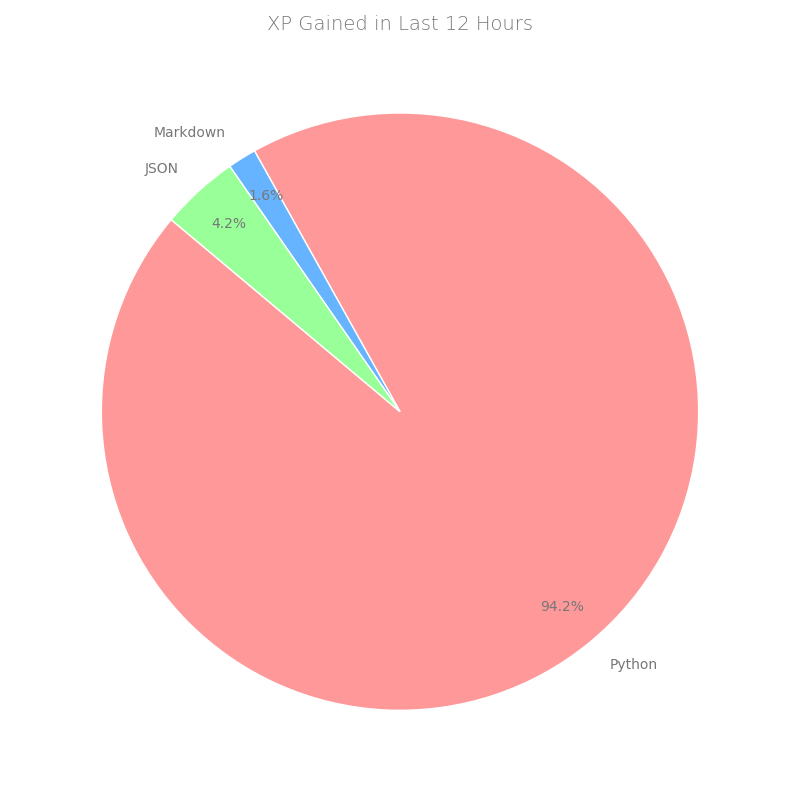 XP Gained in Last 12 Hours
Markdown
JSON
1.6%
4.2%
94.2%
Python